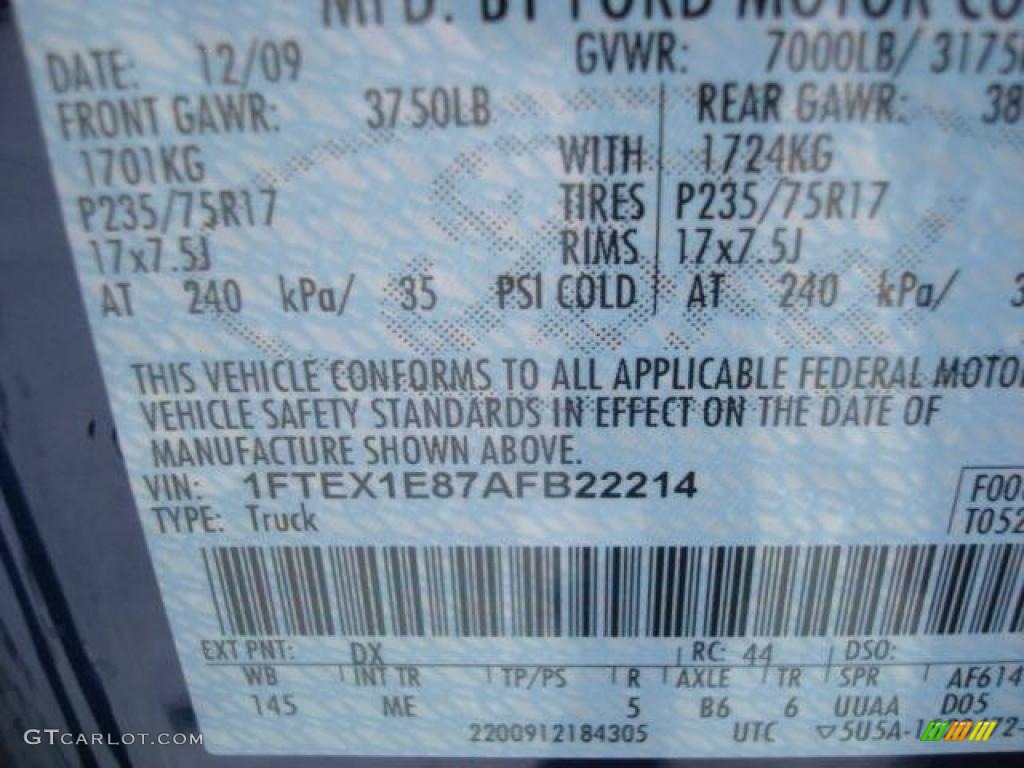 MFD. BY FORD MOTOR CO
DATE: 12/09 GVWR: 7000LB/ 3175
FRONT GAWR: 3750LB REAR GAWR: 38
1701KG WITH 1724KG
P235/75R17 TIRES P235/75R17
17x7.5J RIMS 17x7.5J
AT 240 kPa/ 35 PSI COLD AT 240 kPa/ 3
THIS VEHICLE CONFORMS TO ALL APPLICABLE FEDERAL MOTO
VEHICLE SAFETY STANDARDS IN EFFECT ON THE DATE OF
MANUFACTURE SHOWN ABOVE.
VIN: 1FTEX1E87AFB22214 F00
TYPE: Truck T052
EXT PNT: DX RC: 44 DSO:
WB INT TR TP/PS R AXLE TR SPR AF614
145 ME 5 B6 6 UUAA D05
2200912184305 UTC ▽5U5A-1 2-
GTCARLOT.COM